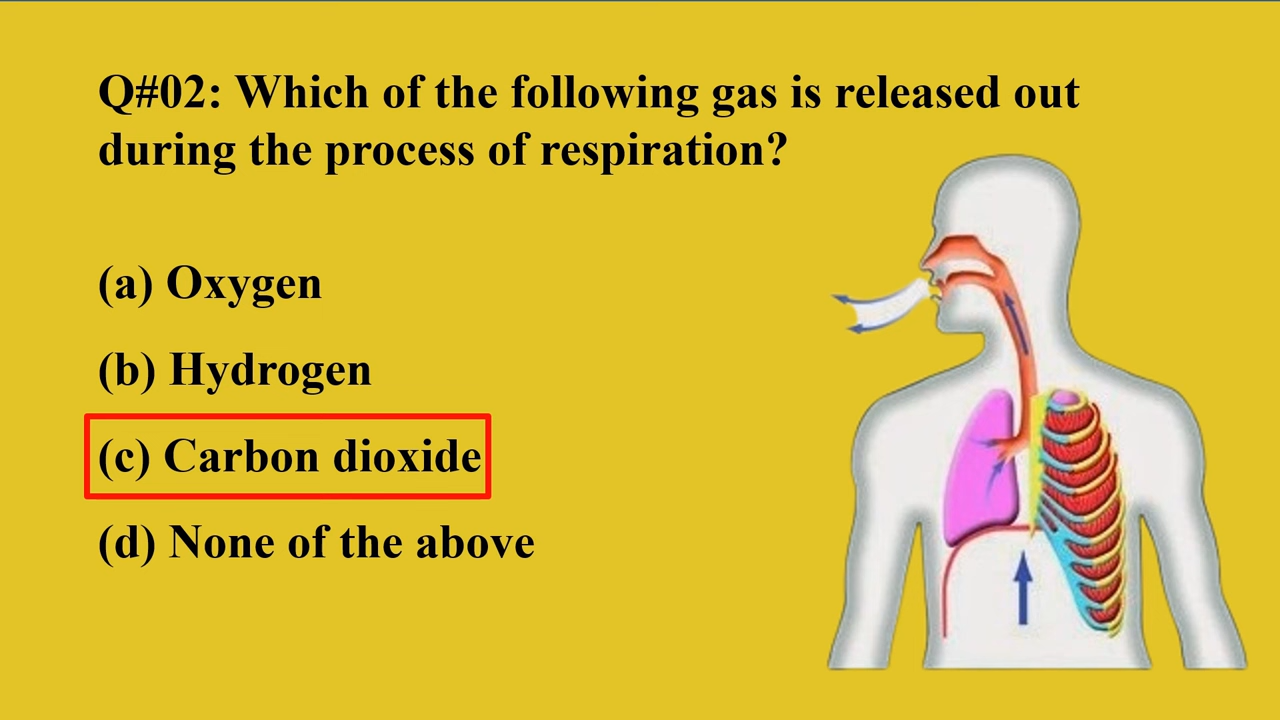 Q#02: Which of the following gas is released out
during the process of respiration?
(a) Oxygen
(b) Hydrogen
(c) Carbon dioxide
(d) None of the above